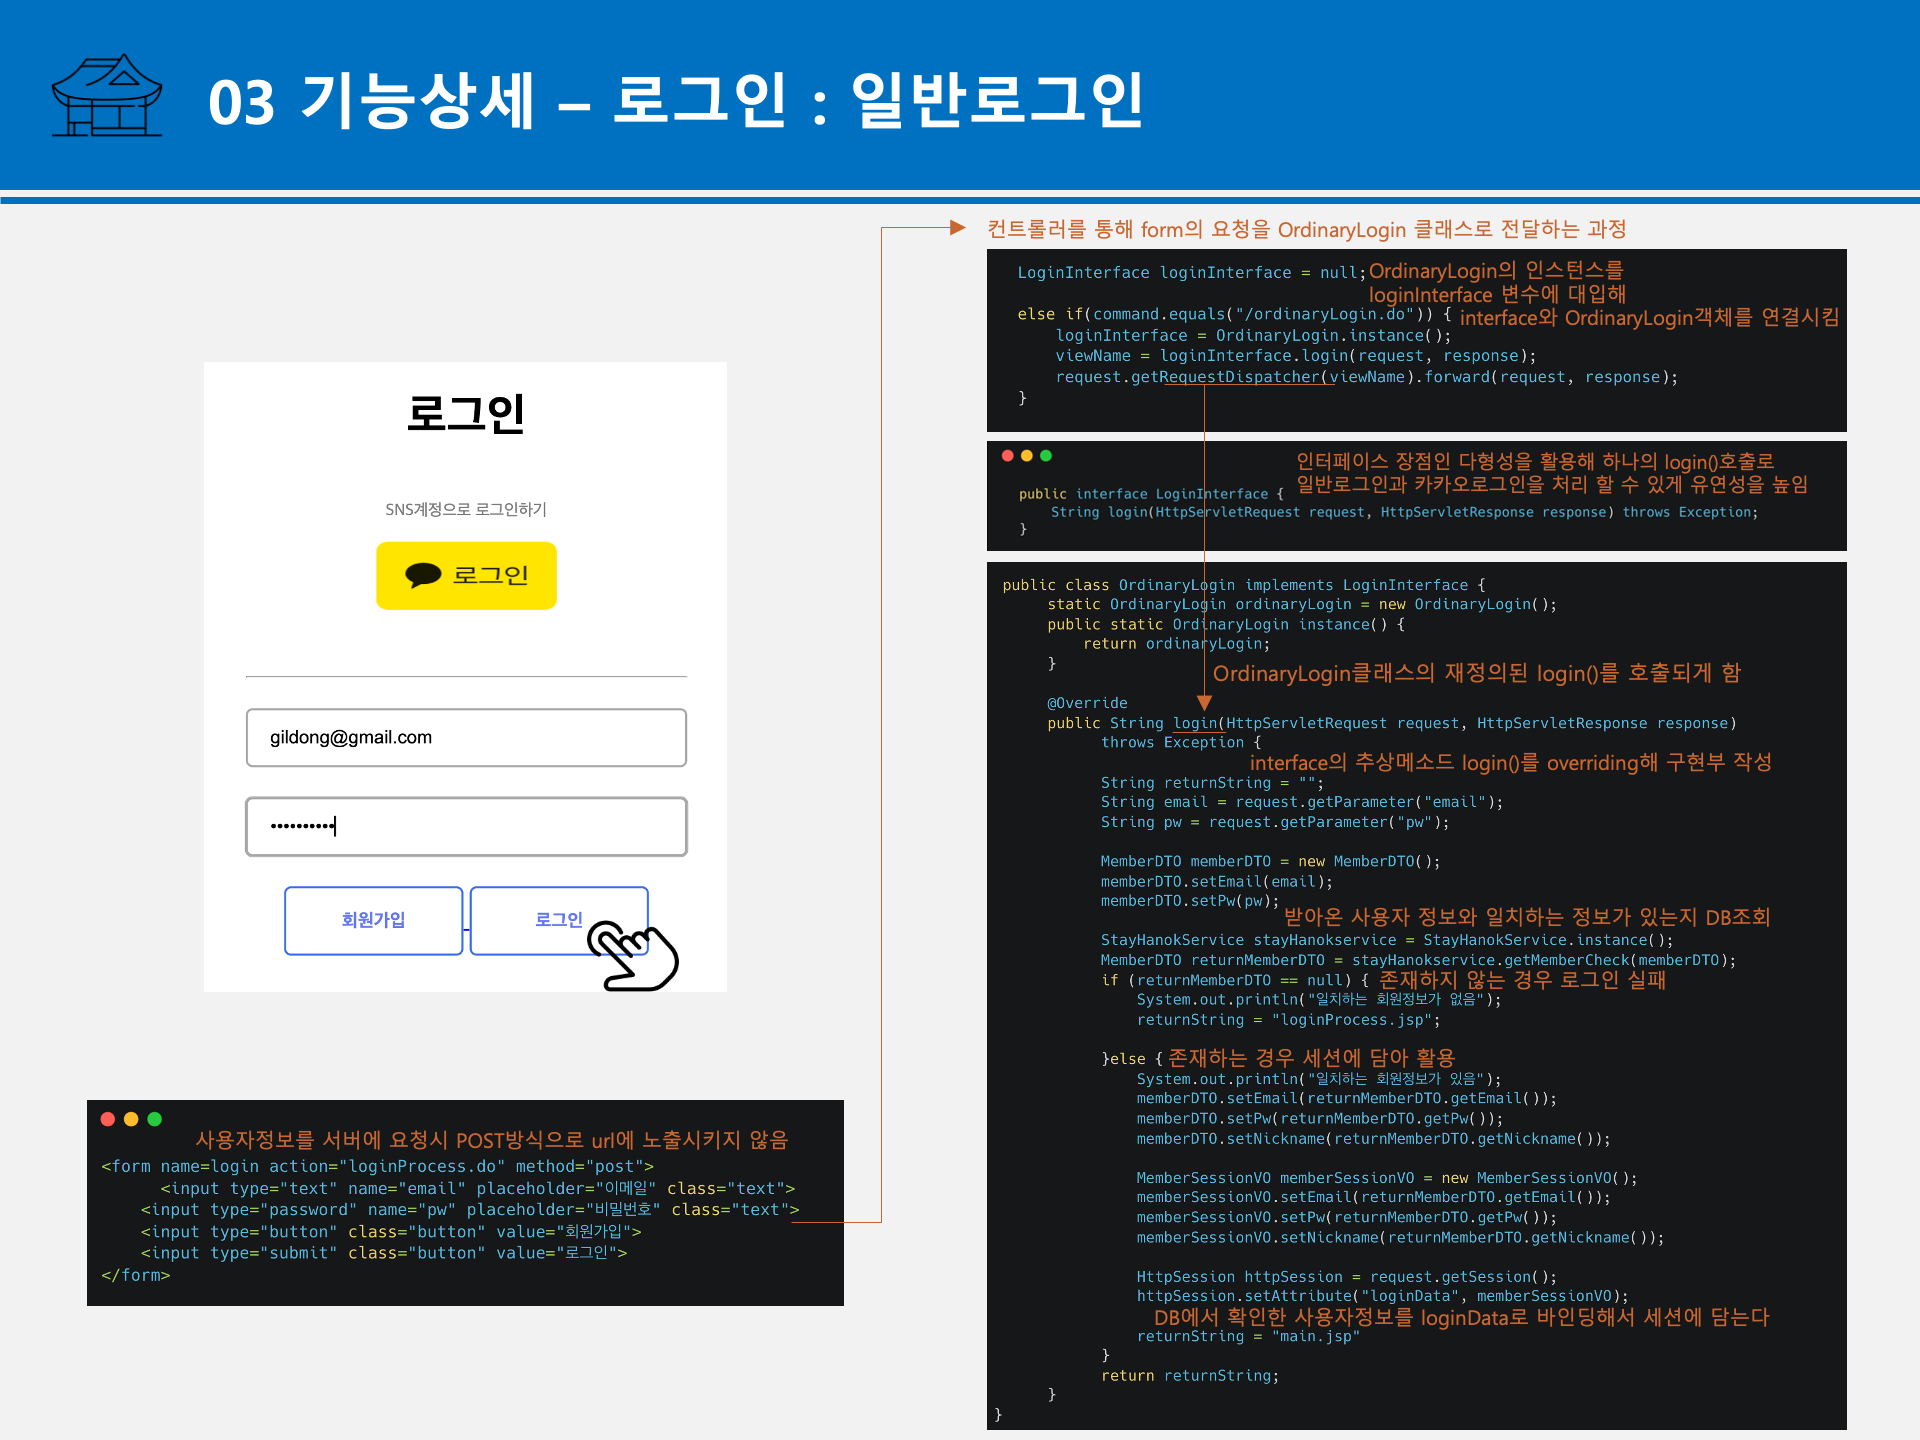 03 기능상세 – 로그인 : 일반로그인
로그인
SNS계정으로 로그인하기
로그인
gildong@gmail.com
••••••••••
회원가입
로그인
사용자정보를 서버에 요청시 POST방식으로 url에 노출시키지 않음
<form name=login action="loginProcess.do" method="post">
<input type="text" name="email" placeholder="이메일" class="text">
<input type="password" name="pw" placeholder="비밀번호" class="text">
<input type="button" class="button" value="회원가입">
<input type="submit" class="button" value="로그인">
</form>
컨트롤러를 통해 form의 요청을 OrdinaryLogin 클래스로 전달하는 과정
LoginInterface loginInterface = null;
OrdinaryLogin의 인스턴스를
loginInterface 변수에 대입해
interface와 OrdinaryLogin객체를 연결시킴
else if(command.equals("/ordinaryLogin.do")) {
loginInterface = OrdinaryLogin.instance();
viewName = loginInterface.login(request, response);
request.getRequestDispatcher(viewName).forward(request, response);
}
인터페이스 장점인 다형성을 활용해 하나의 login()호출로
일반로그인과 카카오로그인을 처리 할 수 있게 유연성을 높임
public interface LoginInterface {
String login(HttpServletRequest request, HttpServletResponse response) throws Exception;
}
public class OrdinaryLogin implements LoginInterface {
static OrdinaryLogin ordinaryLogin = new OrdinaryLogin();
public static OrdinaryLogin instance() {
return ordinaryLogin;
}
OrdinaryLogin클래스의 재정의된 login()를 호출되게 함
@Override
public String login(HttpServletRequest request, HttpServletResponse response)
throws Exception {
interface의 추상메소드 login()를 overriding해 구현부 작성
String returnString = "";
String email = request.getParameter("email");
String pw = request.getParameter("pw");
MemberDTO memberDTO = new MemberDTO();
memberDTO.setEmail(email);
memberDTO.setPw(pw);
받아온 사용자 정보와 일치하는 정보가 있는지 DB조회
StayHanokService stayHanokservice = StayHanokService.instance();
MemberDTO returnMemberDTO = stayHanokservice.getMemberCheck(memberDTO);
if (returnMemberDTO == null) { 존재하지 않는 경우 로그인 실패
System.out.println("일치하는 회원정보가 없음");
returnString = "loginProcess.jsp";
}else { 존재하는 경우 세션에 담아 활용
System.out.println("일치하는 회원정보가 있음");
memberDTO.setEmail(returnMemberDTO.getEmail());
memberDTO.setPw(returnMemberDTO.getPw());
memberDTO.setNickname(returnMemberDTO.getNickname());
MemberSessionVO memberSessionVO = new MemberSessionVO();
memberSessionVO.setEmail(returnMemberDTO.getEmail());
memberSessionVO.setPw(returnMemberDTO.getPw());
memberSessionVO.setNickname(returnMemberDTO.getNickname());
HttpSession httpSession = request.getSession();
httpSession.setAttribute("loginData", memberSessionVO);
DB에서 확인한 사용자정보를 loginData로 바인딩해서 세션에 담는다
returnString = "main.jsp"
}
return returnString;
}
}